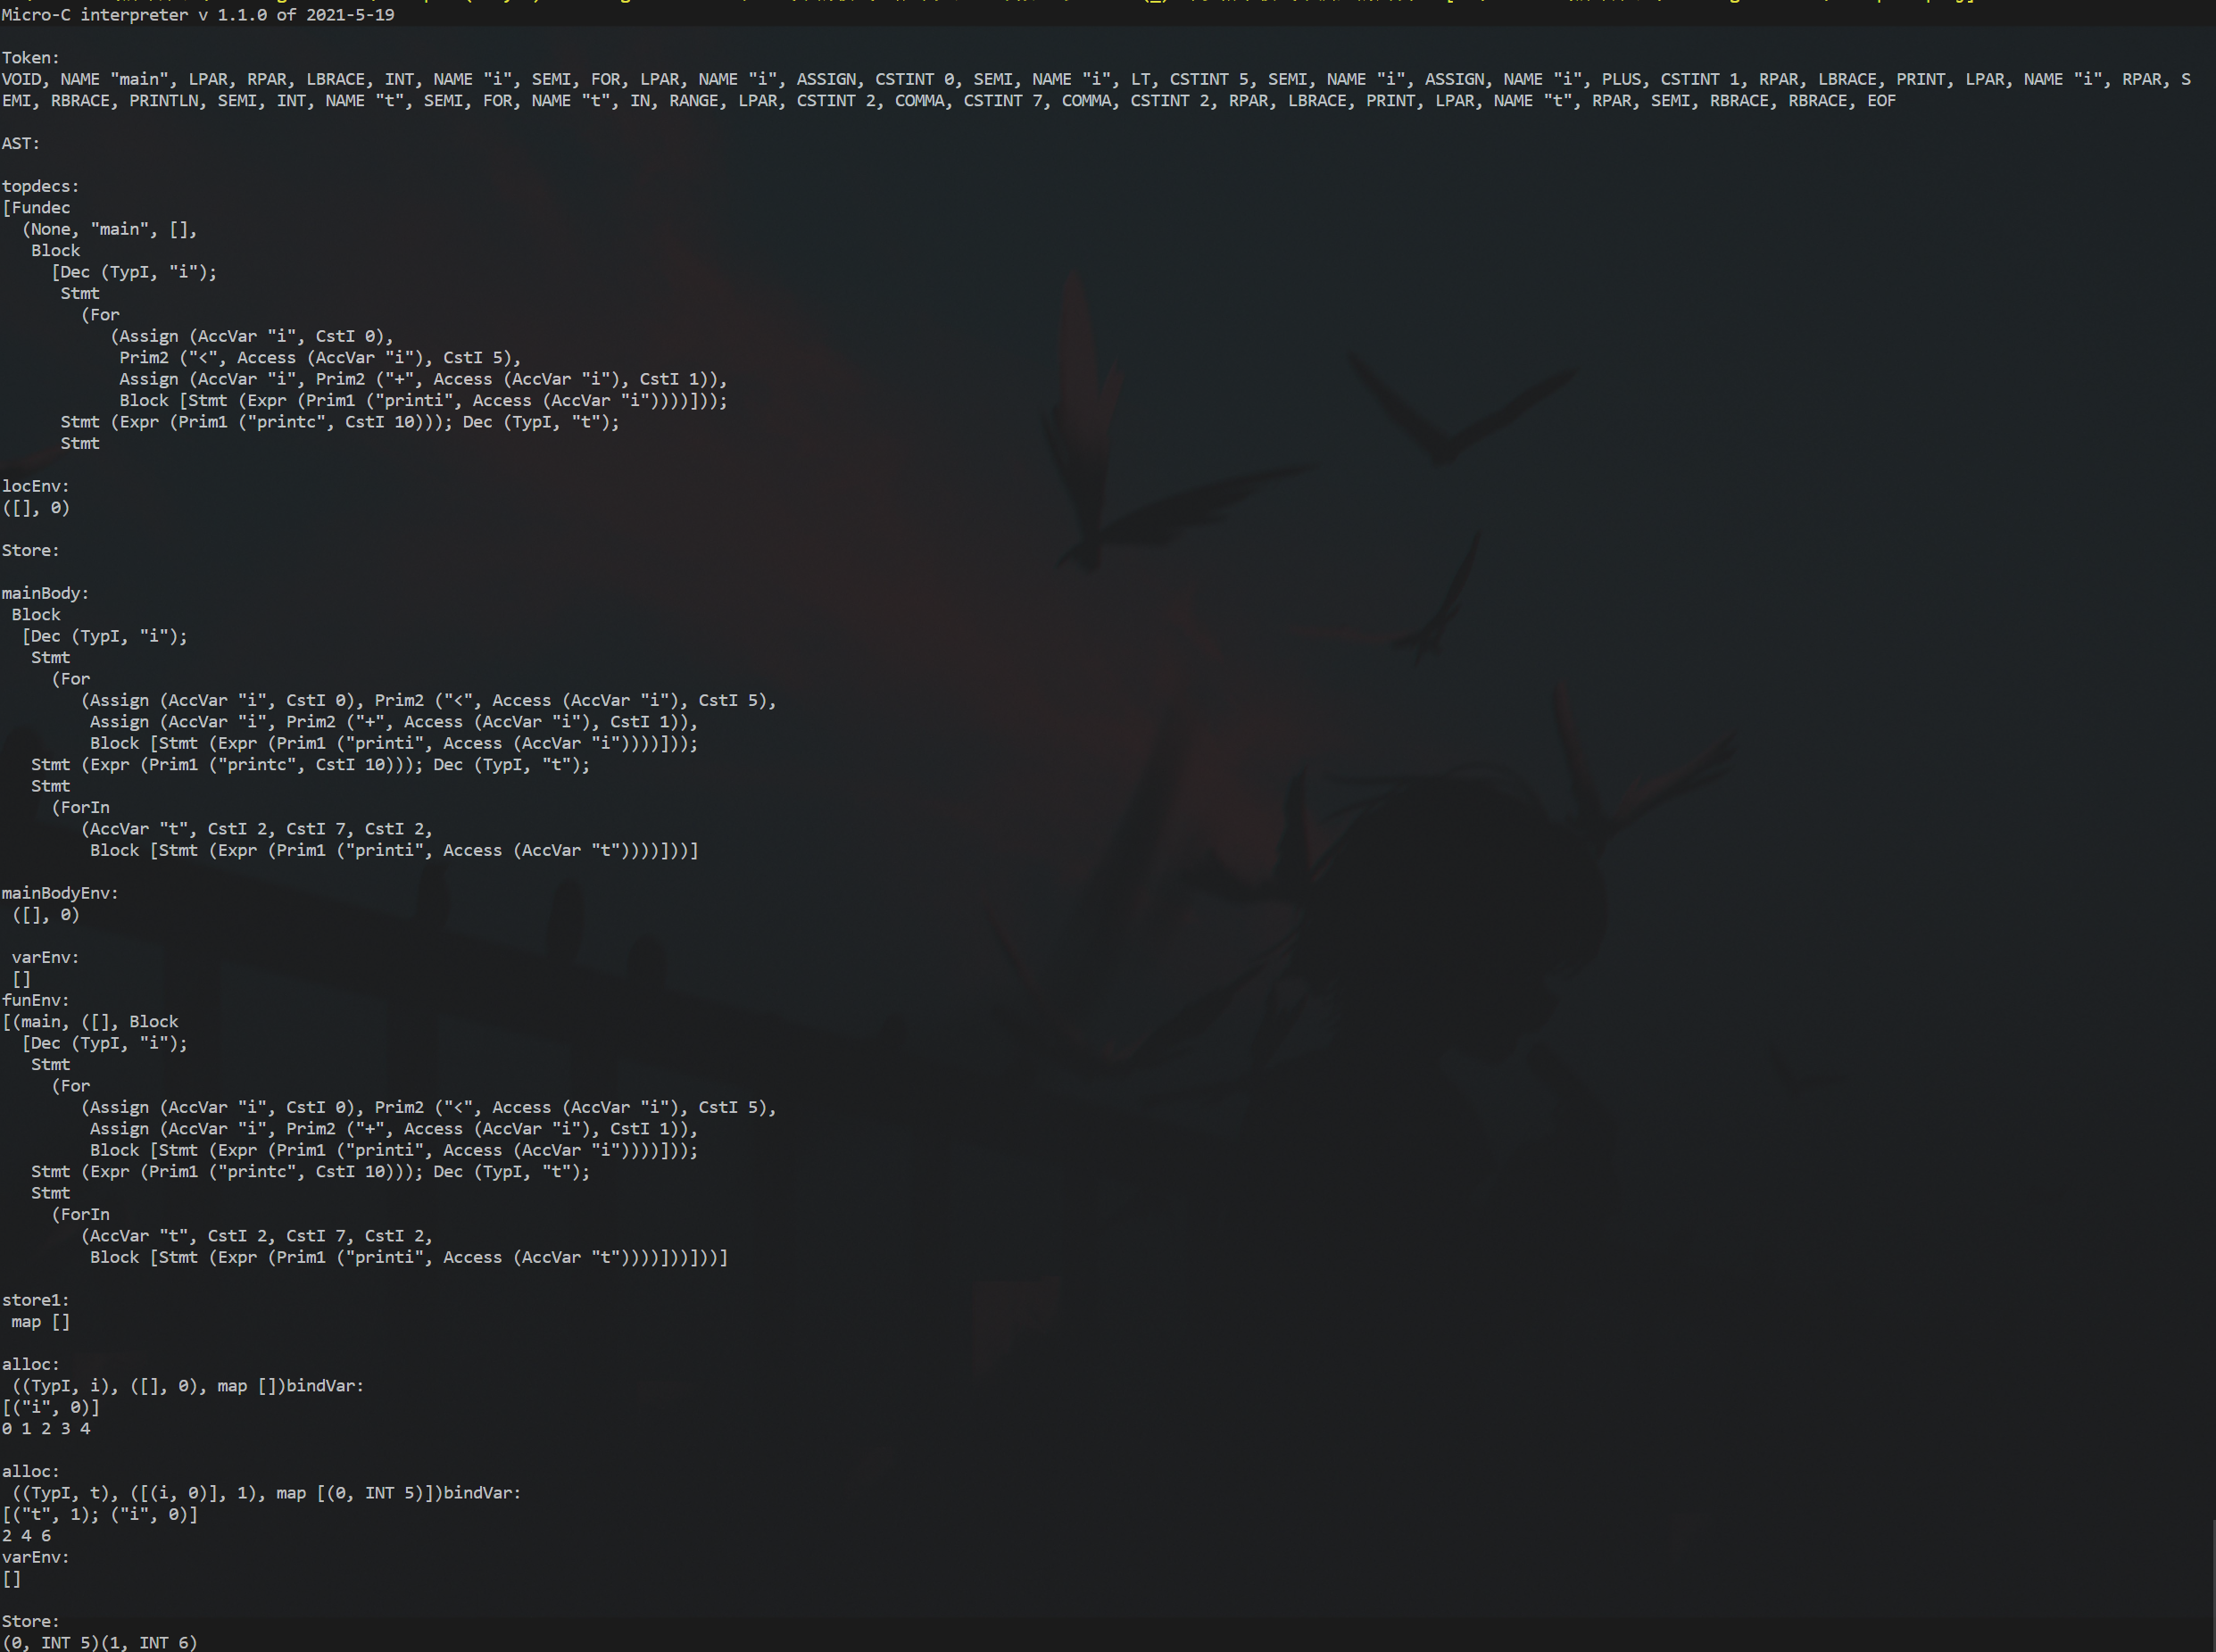 Micro-C interpreter v 1.1.0 of 2021-5-19
Token:
VOID, NAME "main", LPAR, RPAR, LBRACE, INT, NAME "i", SEMI, FOR, LPAR, NAME "i", ASSIGN, CSTINT 0, SEMI, NAME "i", LT, CSTINT 5, SEMI, NAME "i", ASSIGN, NAME "i", PLUS, CSTINT 1, RPAR, LBRACE, PRINT, LPAR, NAME "i", RPAR, S
EMI, RBRACE, PRINTLN, SEMI, INT, NAME "t", SEMI, FOR, NAME "t", IN, RANGE, LPAR, CSTINT 2, COMMA, CSTINT 7, COMMA, CSTINT 2, RPAR, LBRACE, PRINT, LPAR, NAME "t", RPAR, SEMI, RBRACE, RBRACE, EOF
AST:
topdecs:
[Fundec
(None, "main", [],
Block
[Dec (TypI, "i");
Stmt
(For
(Assign (AccVar "i", CstI 0),
Prim2 ("<", Access (AccVar "i"), CstI 5),
Assign (AccVar "i", Prim2 ("+", Access (AccVar "i"), CstI 1)),
Block [Stmt (Expr (Prim1 ("printi", Access (AccVar "i"))))]));
Stmt (Expr (Prim1 ("printc", CstI 10))); Dec (TypI, "t");
Stmt
locEnv:
([], 0)
Store:
mainBody:
Block
[Dec (TypI, "i");
Stmt
(For
(Assign (AccVar "i", CstI 0), Prim2 ("<", Access (AccVar "i"), CstI 5),
Assign (AccVar "i", Prim2 ("+", Access (AccVar "i"), CstI 1)),
Block [Stmt (Expr (Prim1 ("printi", Access (AccVar "i"))))]));
Stmt (Expr (Prim1 ("printc", CstI 10))); Dec (TypI, "t");
Stmt
(ForIn
(AccVar "t", CstI 2, CstI 7, CstI 2,
Block [Stmt (Expr (Prim1 ("printi", Access (AccVar "t"))))]))]
mainBodyEnv:
([], 0)
varEnv:
[]
funEnv:
[(main, ([], Block
[Dec (TypI, "i");
Stmt
(For
(Assign (AccVar "i", CstI 0), Prim2 ("<", Access (AccVar "i"), CstI 5),
Assign (AccVar "i", Prim2 ("+", Access (AccVar "i"), CstI 1)),
Block [Stmt (Expr (Prim1 ("printi", Access (AccVar "i"))))]));
Stmt (Expr (Prim1 ("printc", CstI 10))); Dec (TypI, "t");
Stmt
(ForIn
(AccVar "t", CstI 2, CstI 7, CstI 2,
Block [Stmt (Expr (Prim1 ("printi", Access (AccVar "t"))))]))]))]
store1:
map []
alloc:
((TypI, i), ([], 0), map [])bindVar:
[("i", 0)]
0 1 2 3 4
alloc:
((TypI, t), ([(i, 0)], 1), map [(0, INT 5)])bindVar:
[("t", 1); ("i", 0)]
2 4 6
varEnv:
[]
Store:
(0, INT 5)(1, INT 6)